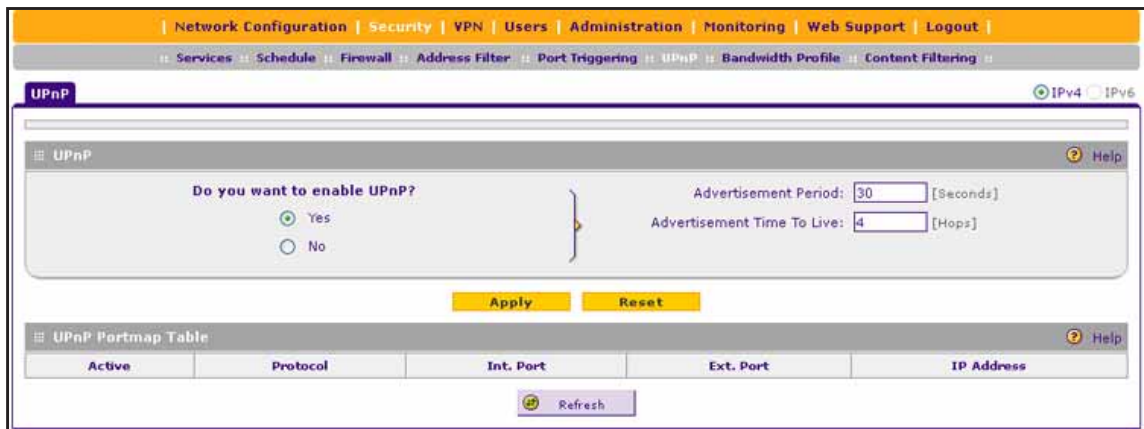 | Network Configuration | Security | VPN | Users | Administration | Monitoring | Web Support | Logout |
:: Services :: Schedule :: Firewall :: Address Filter :: Port Triggering :: UPnP :: Bandwidth Profile :: Content Filtering ::
UPnP IPv4 IPv6
UPnP Help
Do you want to enable UPnP?
Yes
No
Advertisement Period: 30 [Seconds]
Advertisement Time To Live: 4 [Hops]
Apply Reset
UPnP Portmap Table Help
Active Protocol Int. Port Ext. Port IP Address
Refresh